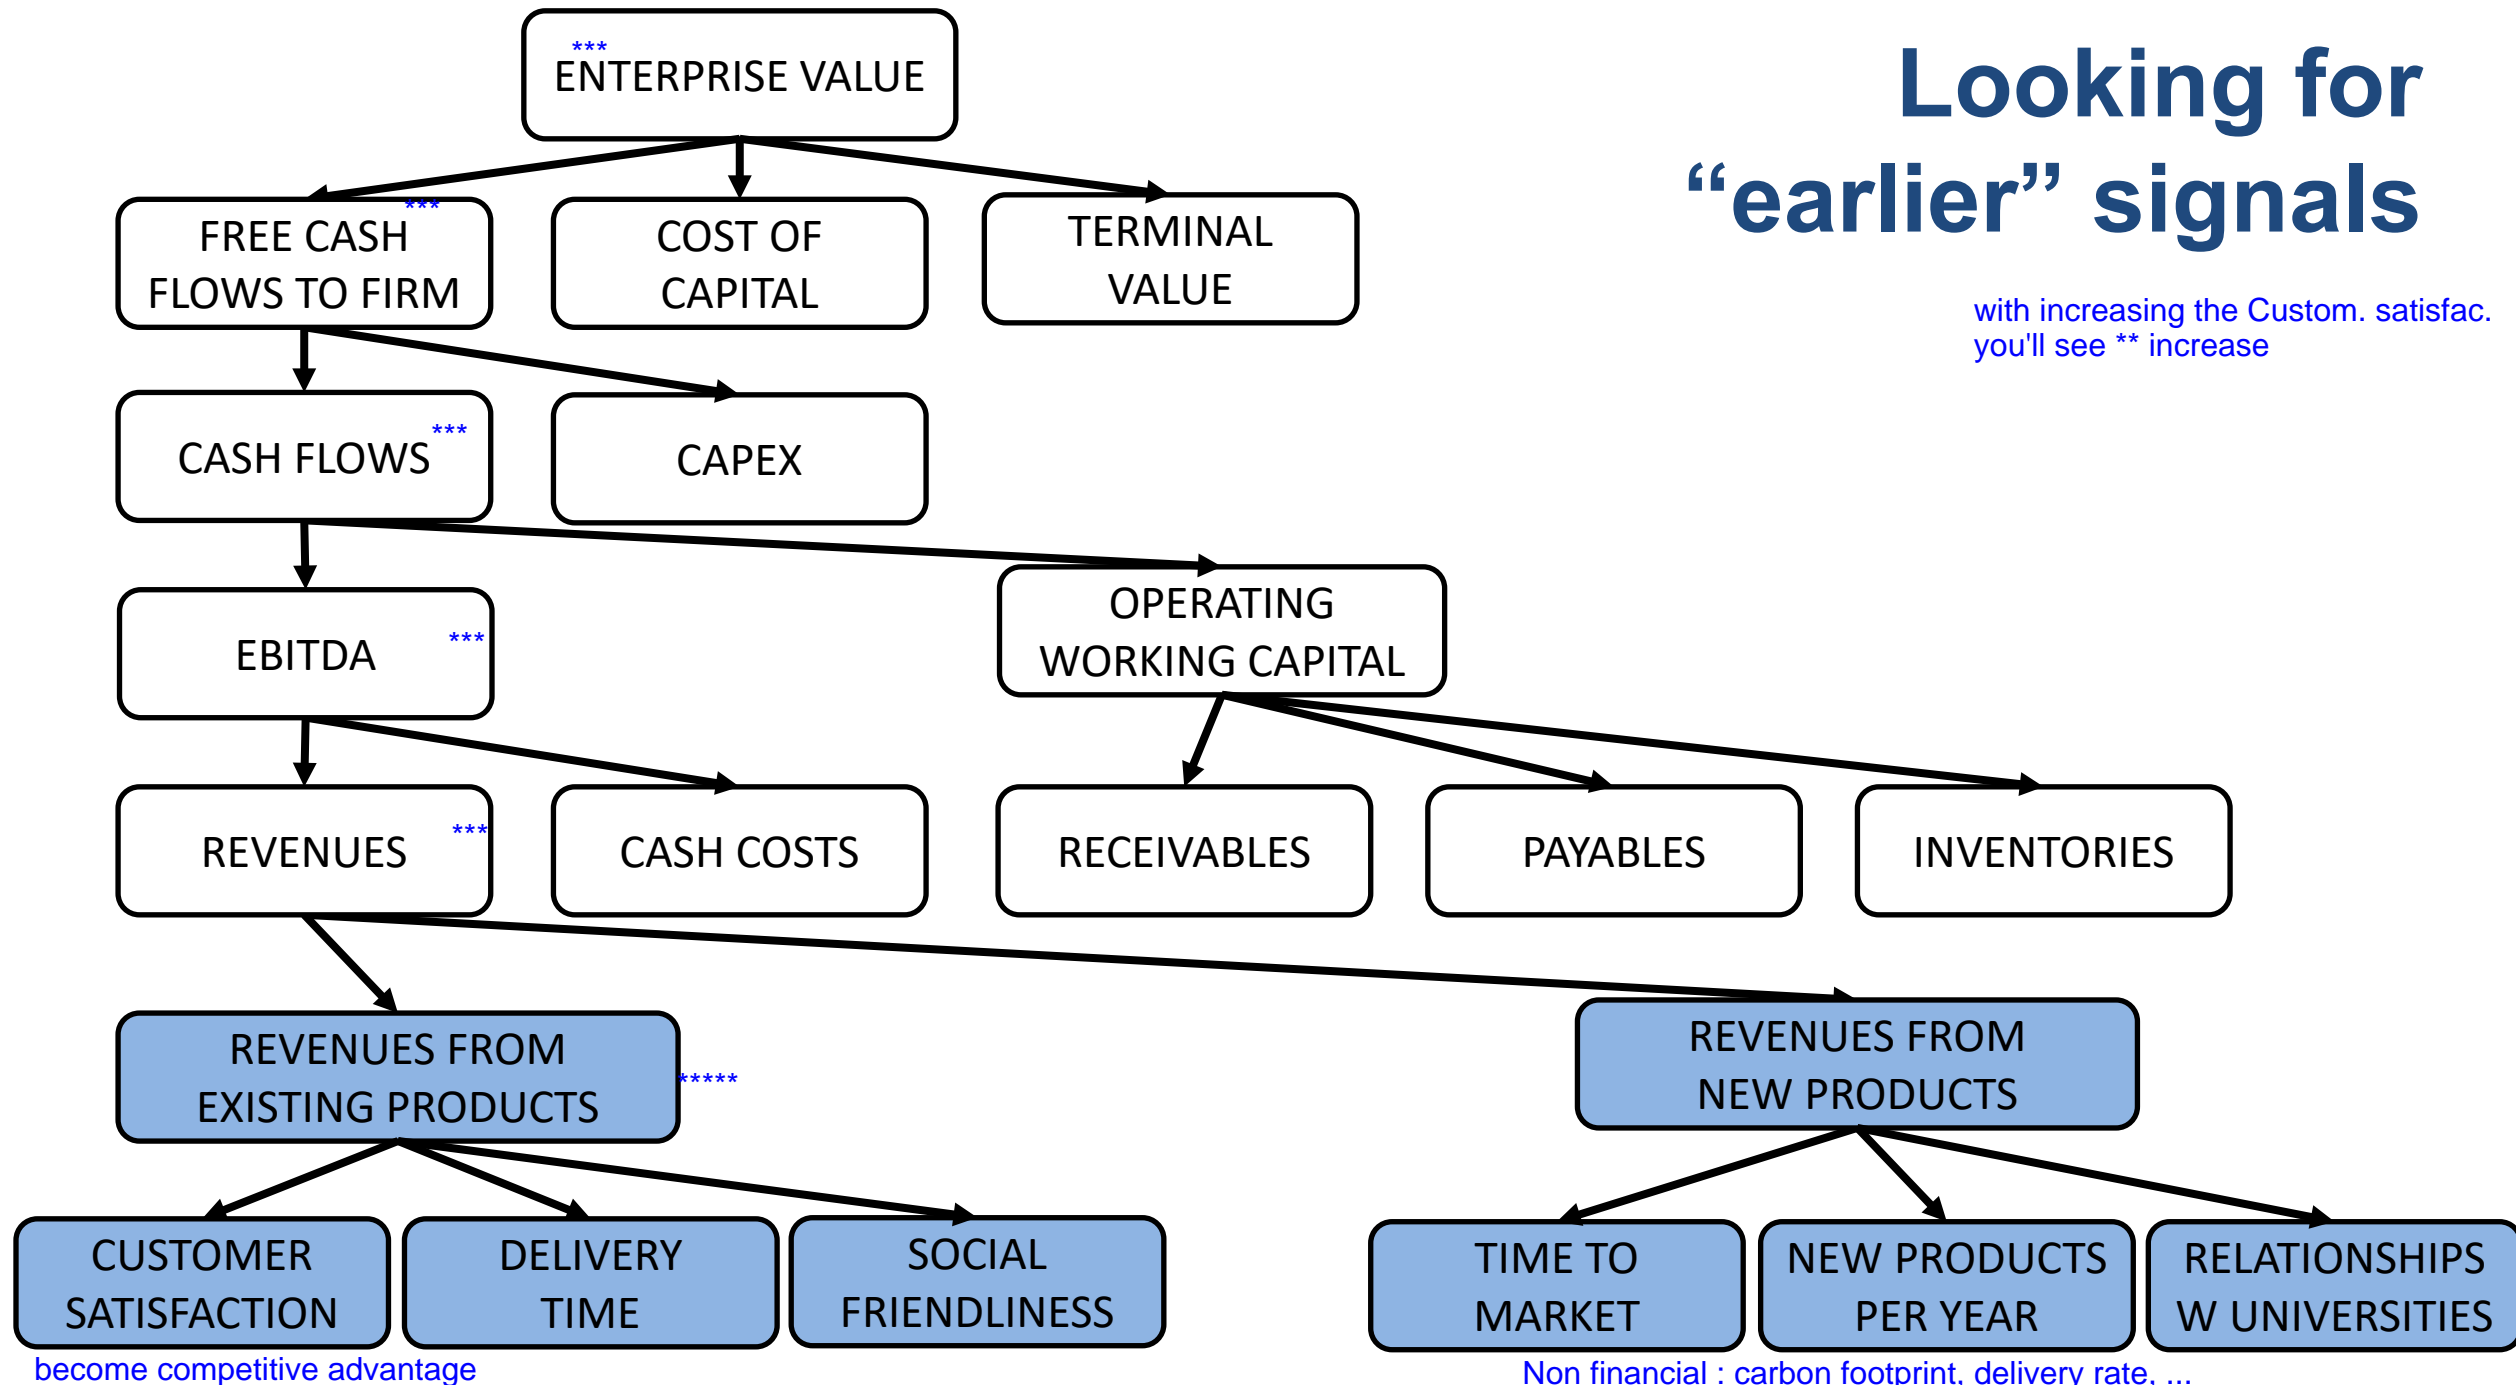 ***
ENTERPRISE VALUE
Looking for
“earlier” signals
with increasing the Custom. satisfac.
you'll see ** increase
***
FREE CASH
FLOWS TO FIRM
COST OF
CAPITAL
TERMINAL
VALUE
CASH FLOWS ***
CAPEX
EBITDA ***
OPERATING
WORKING CAPITAL
REVENUES ***
CASH COSTS
RECEIVABLES
PAYABLES
INVENTORIES
REVENUES FROM
EXISTING PRODUCTS
*****
REVENUES FROM
NEW PRODUCTS
CUSTOMER
SATISFACTION
DELIVERY
TIME
SOCIAL
FRIENDLINESS
TIME TO
MARKET
NEW PRODUCTS
PER YEAR
RELATIONSHIPS
W UNIVERSITIES
become competitive advantage
Non financial : carbon footprint, delivery rate, ...